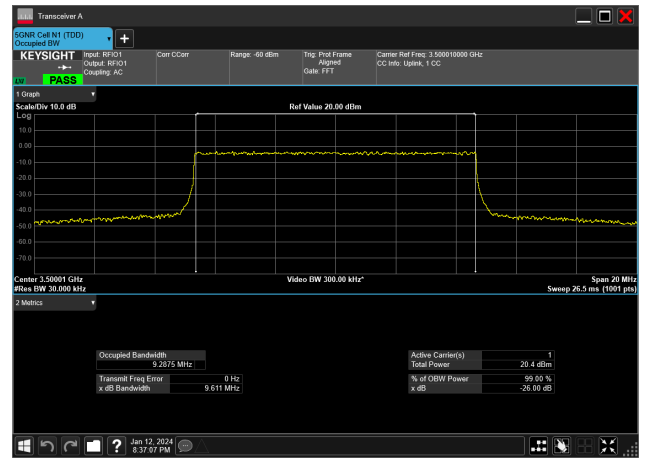 Transceiver A
5GNR Cell N1 (TDD)
Occupied BW
KEYSIGHT
Input: RFIO1
Output: RFIO1
Coupling: AC
Corr CCorr
Range: -60 dBm
Trig: Prot Frame
Aligned
Gate: FFT
Carrier Ref Freq: 3.500010000 GHz
CC Info: Uplink, 1 CC
PASS
1 Graph
Scale/Div 10.0 dB
Ref Value 20.00 dBm
Log
10.0
0.00
-10.0
-20.0
-30.0
-40.0
-50.0
-60.0
-70.0
Center 3.50001 GHz
Video BW 300.00 kHz*
Span 20 MHz
#Res BW 30.000 kHz
Sweep 26.5 ms (1001 pts)
2 Metrics
Occupied Bandwidth
9.2875 MHz
Active Carrier(s) 1
Total Power 20.4 dBm
Transmit Freq Error 0 Hz
x dB Bandwidth 9.611 MHz
% of OBW Power 99.00 %
x dB -26.00 dB
Jan 12, 2024
8:37:07 PM